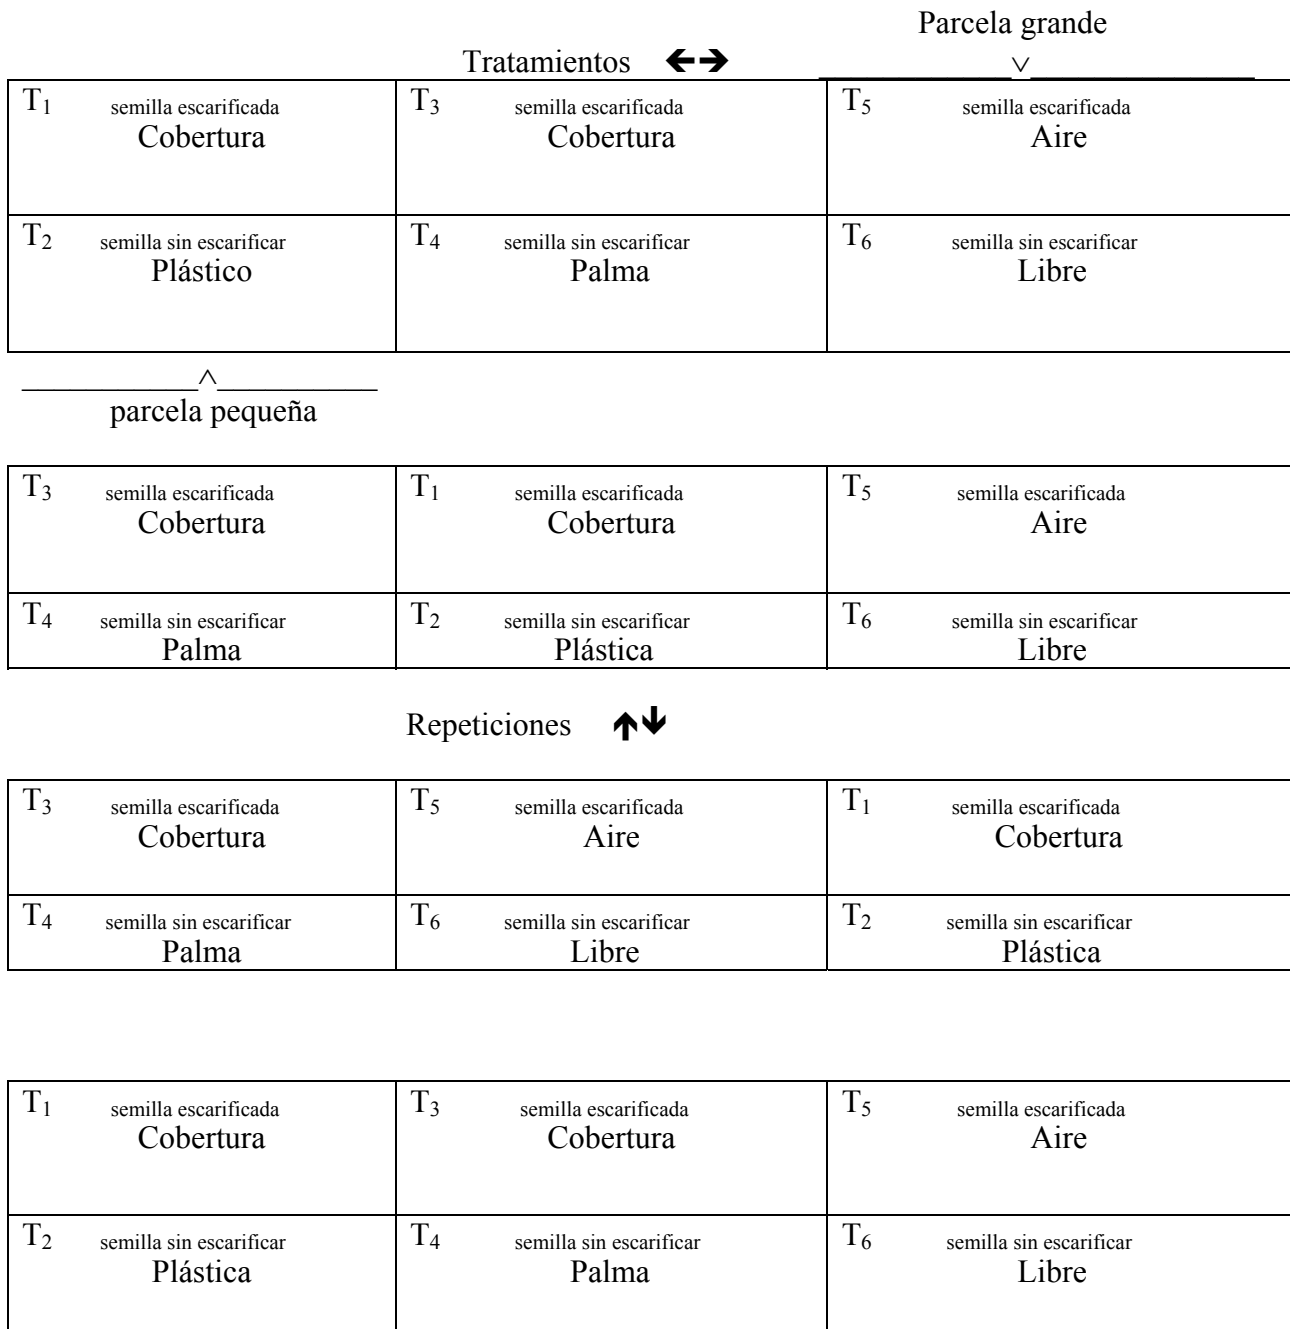 Parcela grande
Tratamientos 🡸🡺 ____________∨______________
T₁ semilla escarificada
Cobertura
T₃ semilla escarificada
Cobertura
T₅ semilla escarificada
Aire
T₂ semilla sin escarificar
Plástico
T₄ semilla sin escarificar
Palma
T₆ semilla sin escarificar
Libre
___________∧__________
parcela pequeña
T₃ semilla escarificada
Cobertura
T₁ semilla escarificada
Cobertura
T₅ semilla escarificada
Aire
T₄ semilla sin escarificar
Palma
T₂ semilla sin escarificar
Plástica
T₆ semilla sin escarificar
Libre
Repeticiones 🡹🡻
T₃ semilla escarificada
Cobertura
T₅ semilla escarificada
Aire
T₁ semilla escarificada
Cobertura
T₄ semilla sin escarificar
Palma
T₆ semilla sin escarificar
Libre
T₂ semilla sin escarificar
Plástica
T₁ semilla escarificada
Cobertura
T₃ semilla escarificada
Cobertura
T₅ semilla escarificada
Aire
T₂ semilla sin escarificar
Plástica
T₄ semilla sin escarificar
Palma
T₆ semilla sin escarificar
Libre